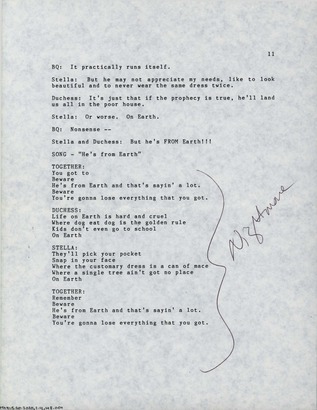 11
BQ: It practically runs itself.
Stella: But he may not appreciate my needs, like to look
beautiful and to never wear the same dress twice.
Duchess: It's just that if the prophecy is true, he'll land
us all in the poor house.
Stella: Or worse. On Earth.
BQ: Nonsense --
Stella and Duchess: But he's FROM Earth!!!
SONG - "He's from Earth"
TOGETHER:
You got to
Beware
He's from Earth and that's sayin' a lot.
Beware
You're gonna lose everything that you got.
DUCHESS:
Life on Earth is hard and cruel
Where dog eat dog is the golden rule
Kids don't even go to school
On Earth
STELLA:
They'll pick your pocket
Snap in your face
Where the customary dress is a can of mace
Where a single tree ain't got no place
On Earth
TOGETHER:
Remember
Beware
He's from Earth and that's sayin' a lot.
Beware
You're gonna lose everything that you got.